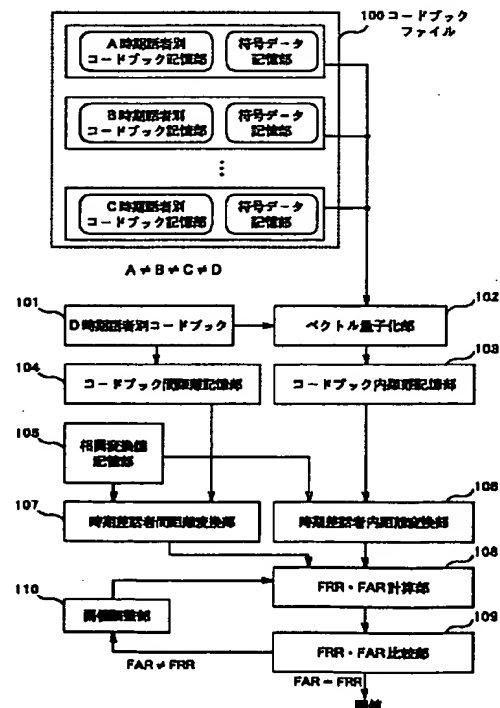 100 コードブック
ファイル
A時期話者別
コードブック記憶部
符号データ
記憶部
B時期話者別
コードブック記憶部
符号データ
記憶部
⋮
C時期話者別
コードブック記憶部
符号データ
記憶部
A≠B≠C≠D
101
D時期話者別コードブック
102
ベクトル量子化部
104
コードブック間距離記憶部
103
コードブック内距離記憶部
105
相関変換値
記憶部
107
時期差話者間距離変換部
106
時期差話者内距離変換部
108
FRR・FAR計算部
110
閾値調整部
109
FRR・FAR比較部
FAR≠FRR
FAR=FRR
閾値